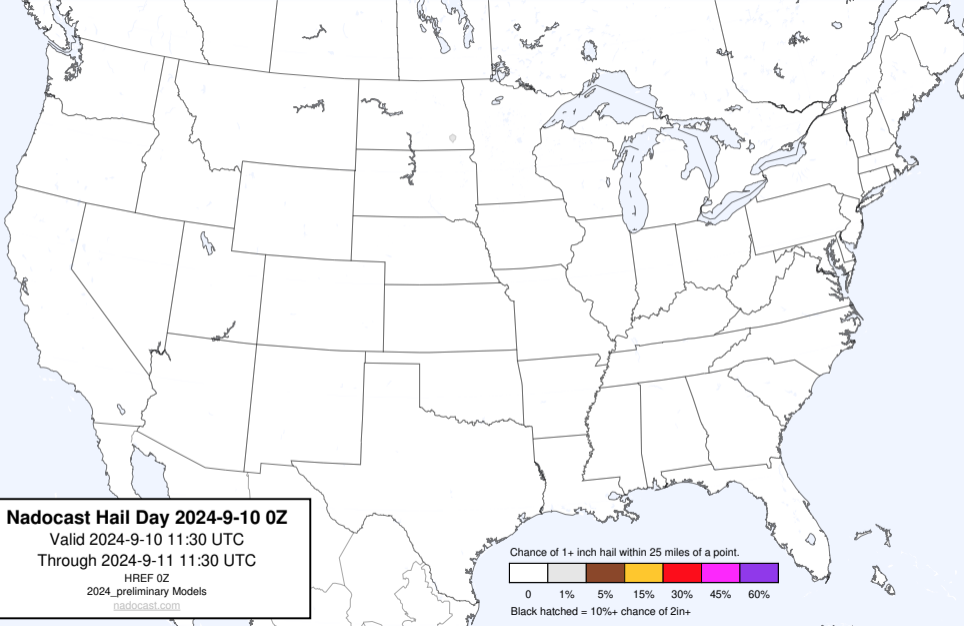 Nadocast Hail Day 2024-9-10 0Z
Valid 2024-9-10 11:30 UTC
Through 2024-9-11 11:30 UTC
HREF 0Z
2024_preliminary Models
nadocast.com
Chance of 1+ inch hail within 25 miles of a point.
0 1% 5% 15% 30% 45% 60%
Black hatched = 10%+ chance of 2in+